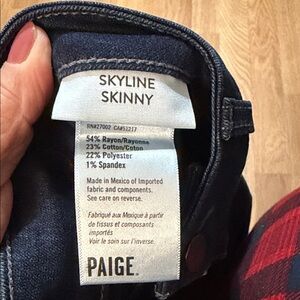 SKYLINE
SKINNY
RN#27002 CA#53217
54% Rayon/Rayonne
23% Cotton/Coton
22% Polyester
1% Spandex
Made in Mexico of Imported
fabric and components.
See care on reverse.
Fabriqué aux Mexique à partir
de tissus et composants
importés
Voir le soin sur l'inverse.
PAIGE.